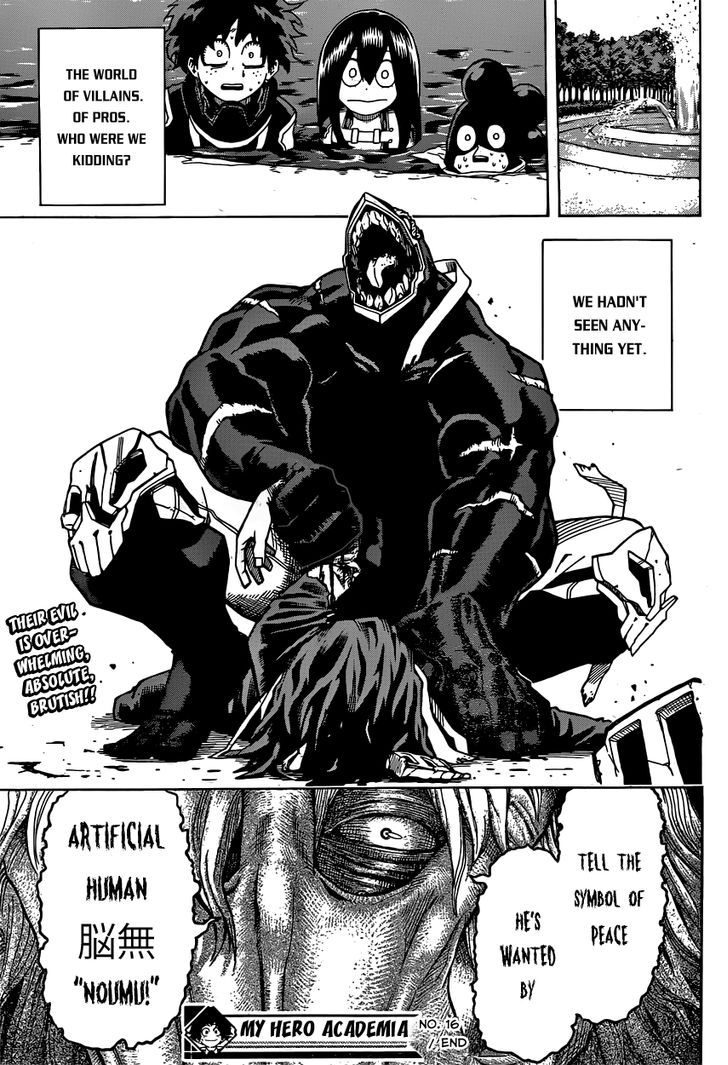 THE WORLD
OF VILLAINS.
OF PROS.
WHO WERE WE
KIDDING?
WE HADN'T
SEEN ANY-
THING YET.
THEIR EVIL
IS OVER-
WHELMING,
ABSOLUTE,
BRUTISH!!
TELL THE
SYMBOL OF
PEACE
HE'S
WANTED
BY
ARTIFICIAL
HUMAN
脳無
"NOUMU!"
MY HERO ACADEMIA
NO. 16
/ END